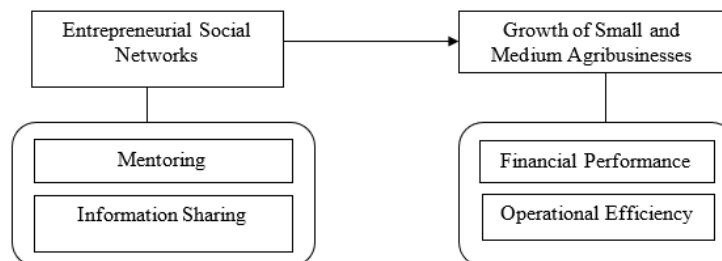 Entrepreneurial Social
Networks
Growth of Small and
Medium Agribusinesses
Mentoring
Information Sharing
Financial Performance
Operational Efficiency